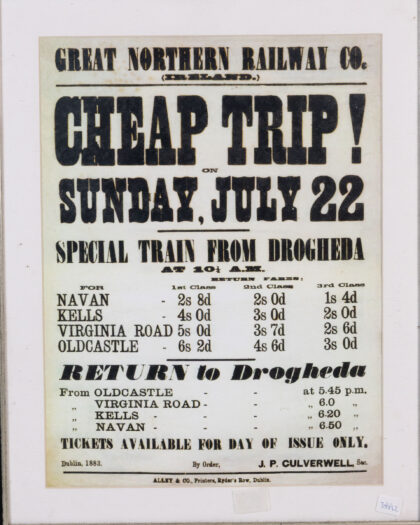 GREAT NORTHERN RAILWAY CO.
(IRELAND.)
CHEAP TRIP!
ON
SUNDAY, JULY 22
SPECIAL TRAIN FROM DROGHEDA
AT 10¼ A.M.
RETURN FARES:
FOR 1st Class 2nd Class 3rd Class
NAVAN - 2s 8d 2s 0d 1s 4d
KELLS - 4s 0d 3s 0d 2s 0d
VIRGINIA ROAD 5s 0d 3s 7d 2s 6d
OLDCASTLE - 6s 2d 4s 6d 3s 0d
RETURN to Drogheda
From OLDCASTLE - - at 5.45 p.m.
„ VIRGINIA ROAD - - „ 6.0 „
„ KELLS - - - „ 6.20 „
„ NAVAN - - - „ 6.50 „
TICKETS AVAILABLE FOR DAY OF ISSUE ONLY.
Dublin, 1883. By Order, J. P. CULVERWELL, Sec.
ALLEY & CO., Printers, Ryder's Row, Dublin.